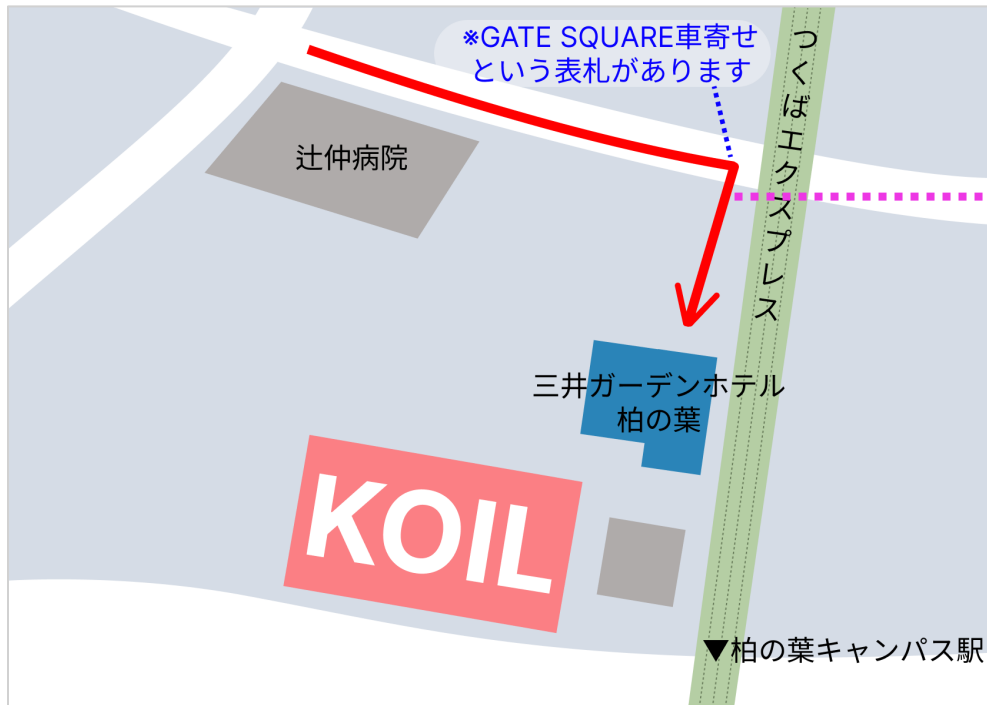 ※GATE SQUARE車寄せ
という表札があります
つくばエクスプレス
辻仲病院
三井ガーデンホテル
柏の葉
KOIL
▼柏の葉キャンパス駅